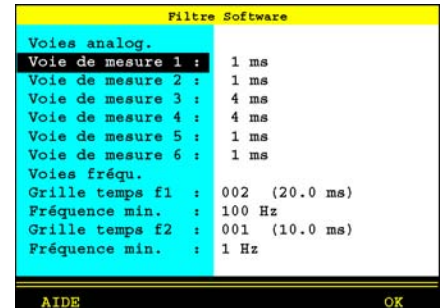 Filtre Software
Voies analog.
Voie de mesure 1 : 1 ms
Voie de mesure 2 : 1 ms
Voie de mesure 3 : 4 ms
Voie de mesure 4 : 4 ms
Voie de mesure 5 : 1 ms
Voie de mesure 6 : 1 ms
Voies fréqu.
Grille temps f1 : 002 (20.0 ms)
Fréquence min. : 100 Hz
Grille temps f2 : 001 (10.0 ms)
Fréquence min. : 1 Hz
AIDE OK